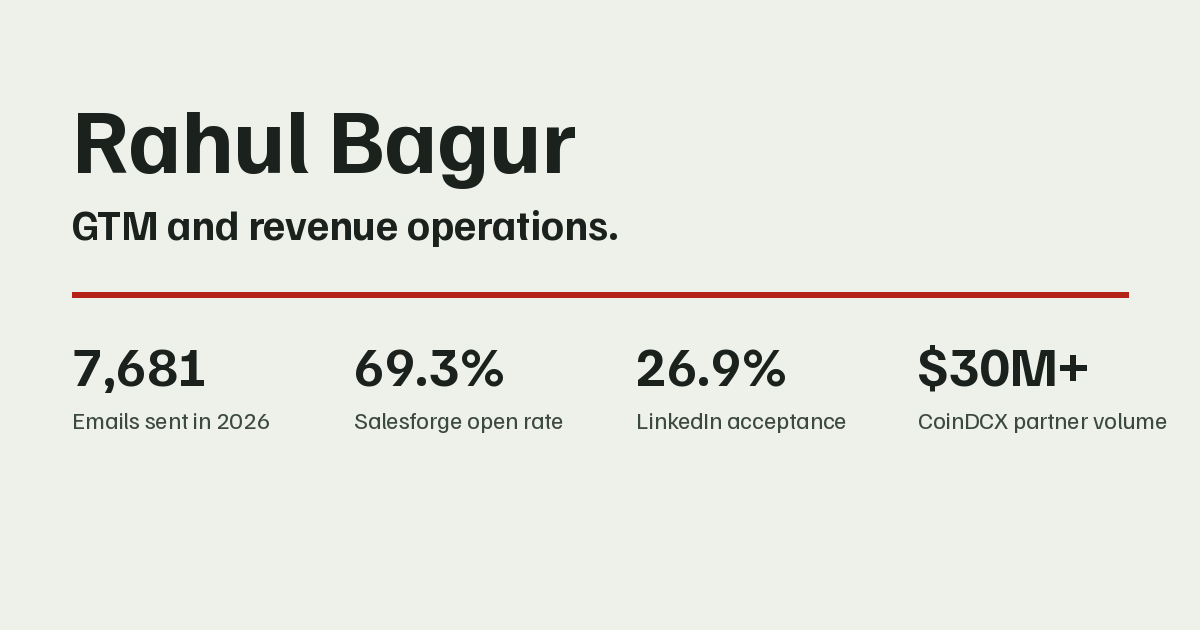 Rahul Bagur
GTM and revenue operations.
7,681 69.3% 26.9% $30M+
Emails sent in 2026 Salesforge open rate LinkedIn acceptance CoinDCX partner volume